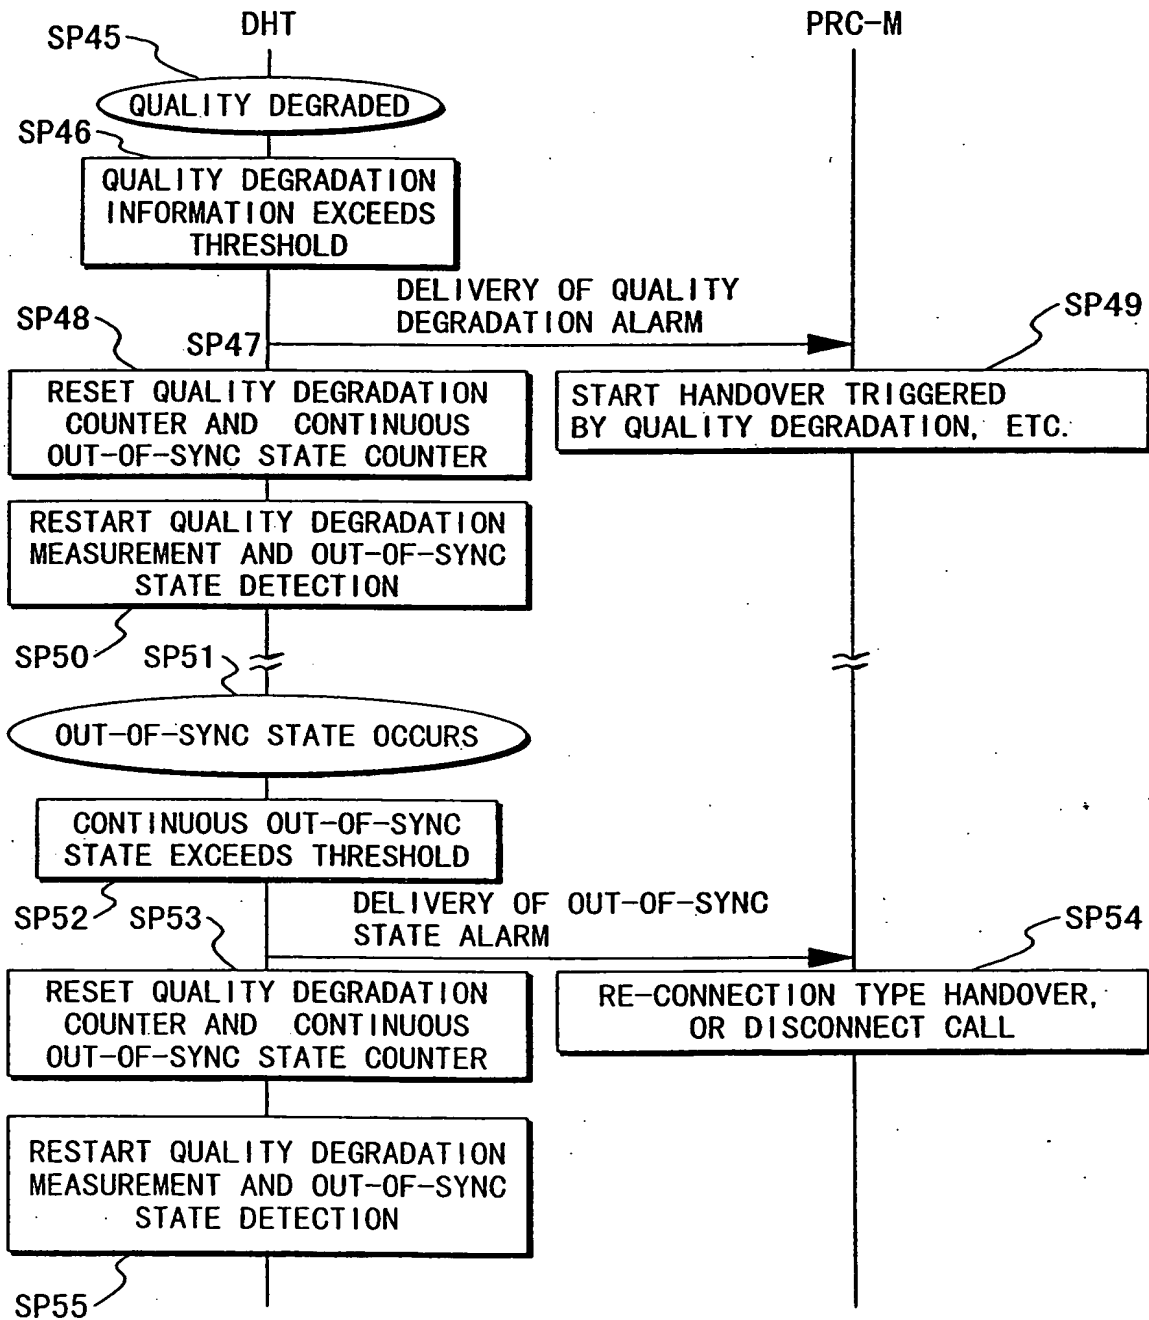 DHT
PRC-M
SP45
QUALITY DEGRADED
SP46
QUALITY DEGRADATION
INFORMATION EXCEEDS
THRESHOLD
DELIVERY OF QUALITY
DEGRADATION ALARM
SP47
SP48
SP49
RESET QUALITY DEGRADATION
COUNTER AND CONTINUOUS
OUT-OF-SYNC STATE COUNTER
START HANDOVER TRIGGERED
BY QUALITY DEGRADATION, ETC.
RESTART QUALITY DEGRADATION
MEASUREMENT AND OUT-OF-SYNC
STATE DETECTION
SP50
SP51
OUT-OF-SYNC STATE OCCURS
CONTINUOUS OUT-OF-SYNC
STATE EXCEEDS THRESHOLD
SP52
SP53
DELIVERY OF OUT-OF-SYNC
STATE ALARM
SP54
RESET QUALITY DEGRADATION
COUNTER AND CONTINUOUS
OUT-OF-SYNC STATE COUNTER
RE-CONNECTION TYPE HANDOVER,
OR DISCONNECT CALL
RESTART QUALITY DEGRADATION
MEASUREMENT AND OUT-OF-SYNC
STATE DETECTION
SP55